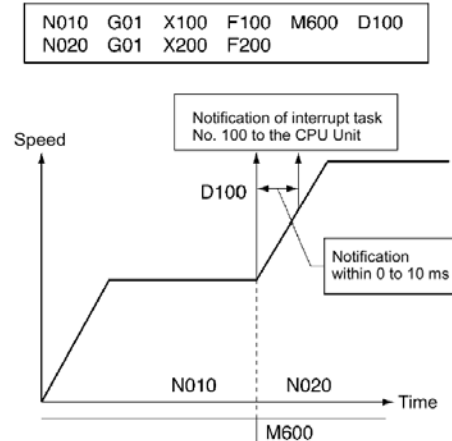 N010 G01 X100 F100 M600 D100
N020 G01 X200 F200
Notification of interrupt task
No. 100 to the CPU Unit
Speed
D100
Notification
within 0 to 10 ms
N010
N020
Time
M600